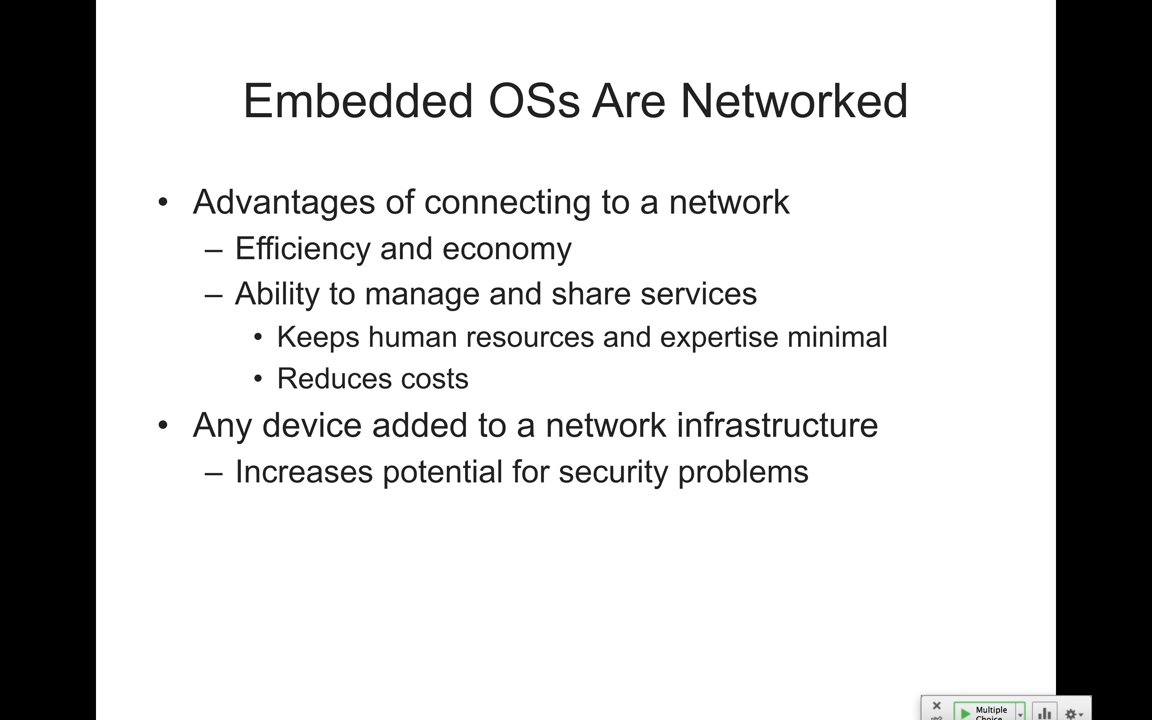 Embedded OSs Are Networked
• Advantages of connecting to a network
– Efficiency and economy
– Ability to manage and share services
• Keeps human resources and expertise minimal
• Reduces costs
• Any device added to a network infrastructure
– Increases potential for security problems
Multiple
Choice